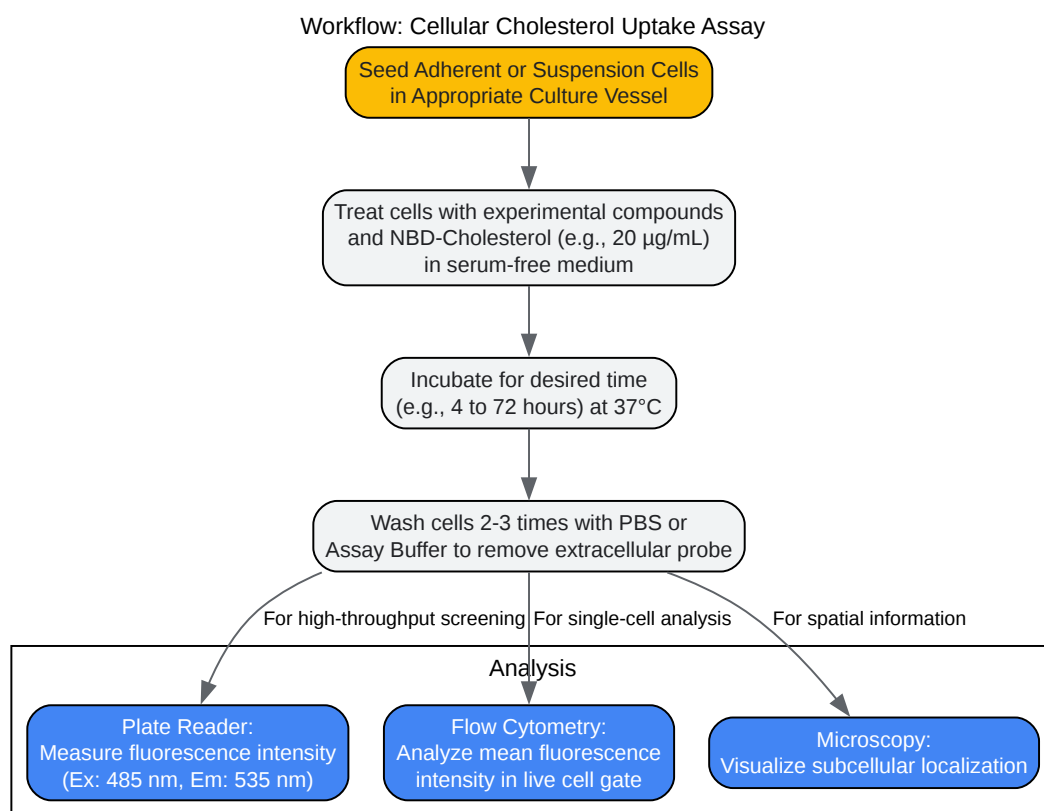 Workflow: Cellular Cholesterol Uptake Assay
Seed Adherent or Suspension Cells
in Appropriate Culture Vessel
Treat cells with experimental compounds
and NBD-Cholesterol (e.g., 20 µg/mL)
in serum-free medium
Incubate for desired time
(e.g., 4 to 72 hours) at 37°C
Wash cells 2-3 times with PBS or
Assay Buffer to remove extracellular probe
For high-throughput screening
For single-cell analysis
For spatial information
Analysis
Plate Reader:
Measure fluorescence intensity
(Ex: 485 nm, Em: 535 nm)
Flow Cytometry:
Analyze mean fluorescence
intensity in live cell gate
Microscopy:
Visualize subcellular localization